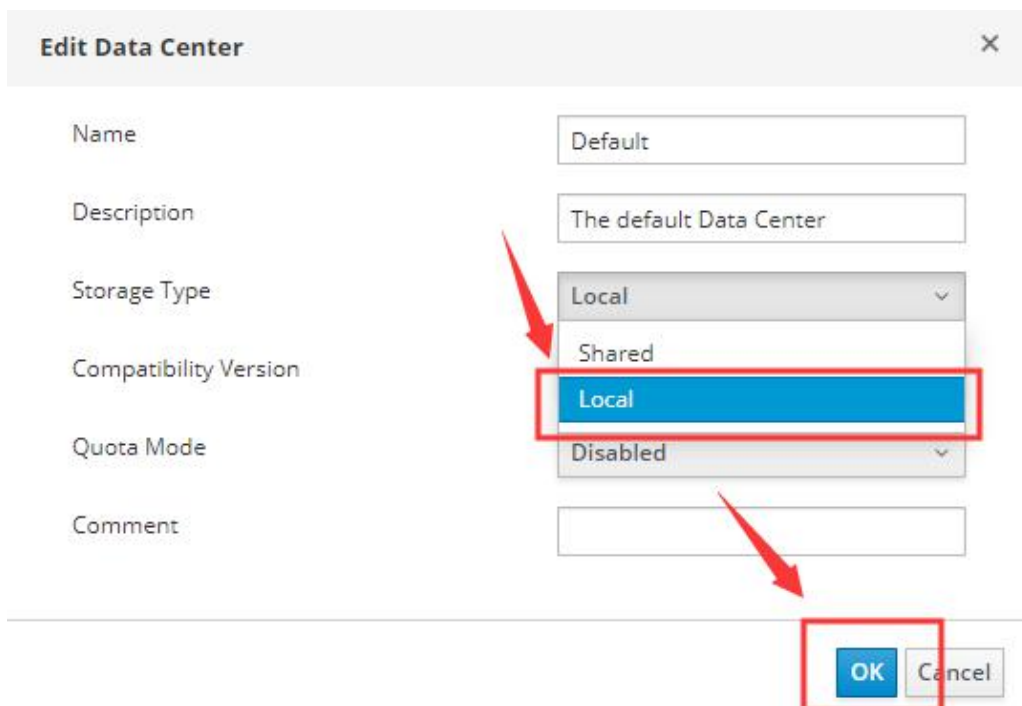 Edit Data Center ×
Name Default
Description The default Data Center
Storage Type Local
Shared
Compatibility Version
Local
Quota Mode Disabled
Comment
OK Cancel